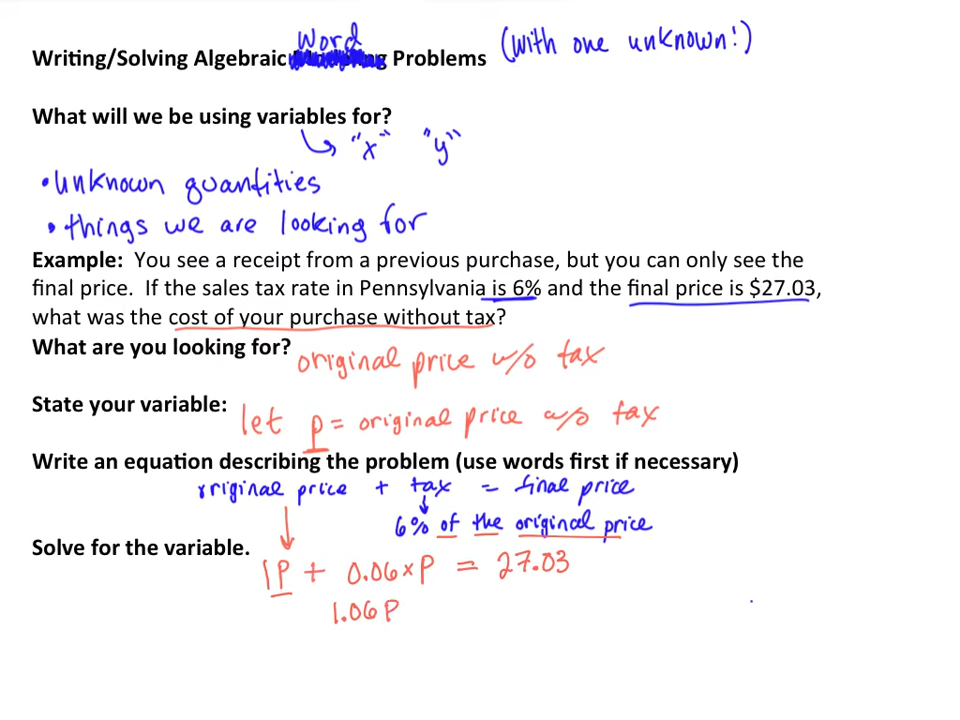 Word (with one unknown!)
Writing/Solving Algebraic Problems
What will we be using variables for?
"x" "y"
• unknown quantities
• things we are looking for
Example: You see a receipt from a previous purchase, but you can only see the
final price. If the sales tax rate in Pennsylvania is 6% and the final price is $27.03,
what was the cost of your purchase without tax?
What are you looking for? original price w/o tax
State your variable: let p = original price w/o tax
Write an equation describing the problem (use words first if necessary)
original price + tax = final price
6% of the original price
Solve for the variable.
1P + 0.06 × P = 27.03
1.06 P